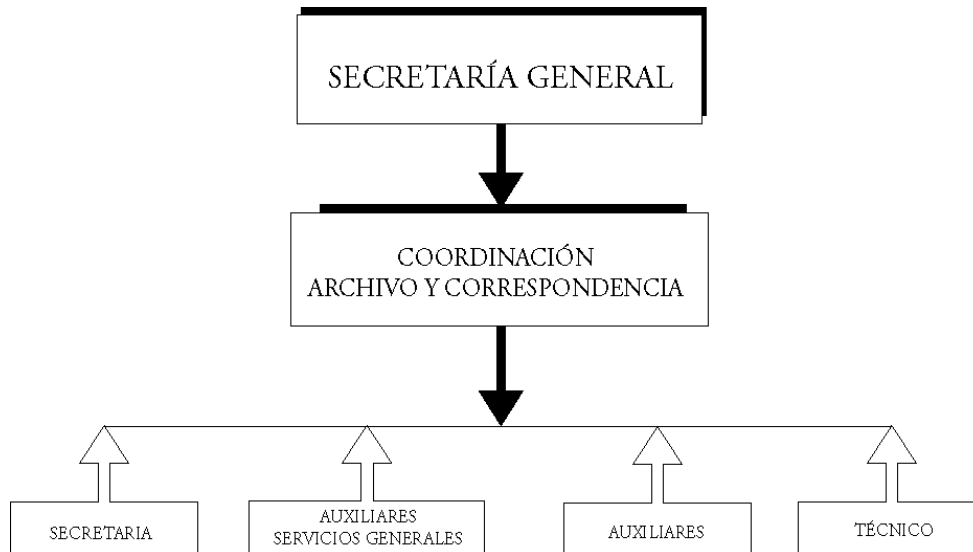 SECRETARÍA GENERAL
COORDINACIÓN
ARCHIVO Y CORRESPONDENCIA
SECRETARIA
AUXILIARES
SERVICIOS GENERALES
AUXILIARES
TÉCNICO